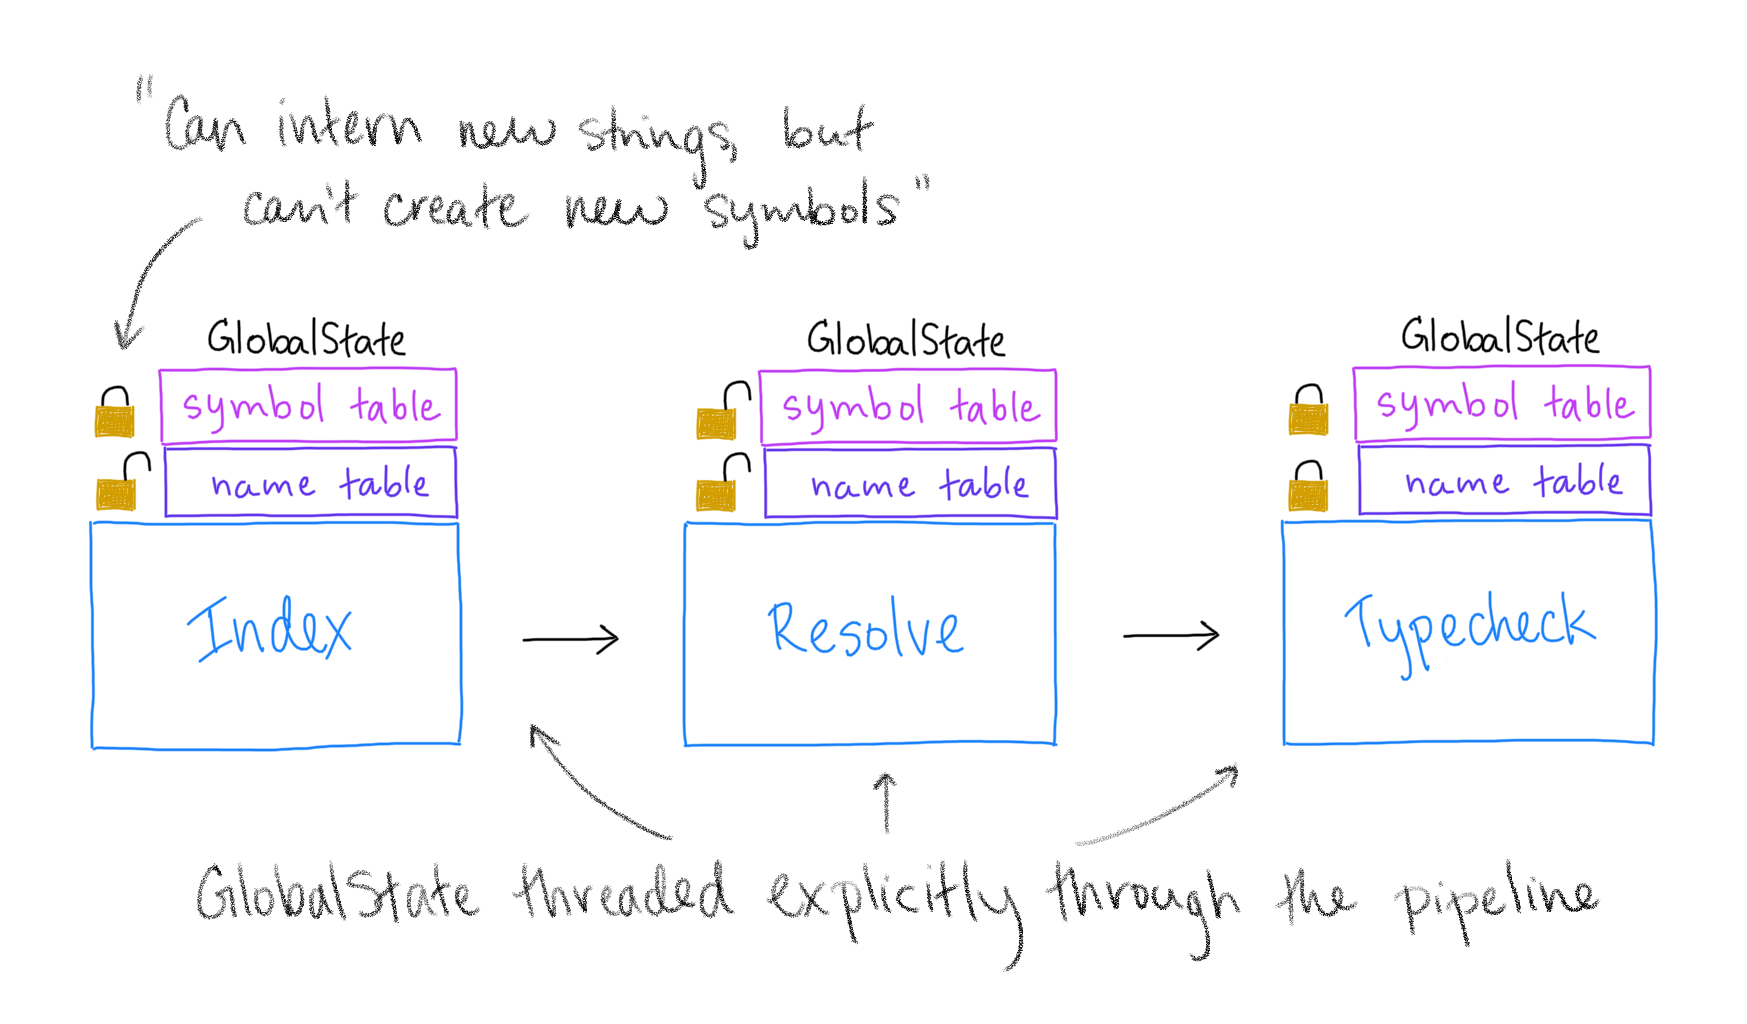 "Can intern new strings, but
can't create new symbols"
GlobalState
symbol table
name table
Index
GlobalState
symbol table
name table
Resolve
GlobalState
symbol table
name table
Typecheck
GlobalState threaded explicitly through the pipeline